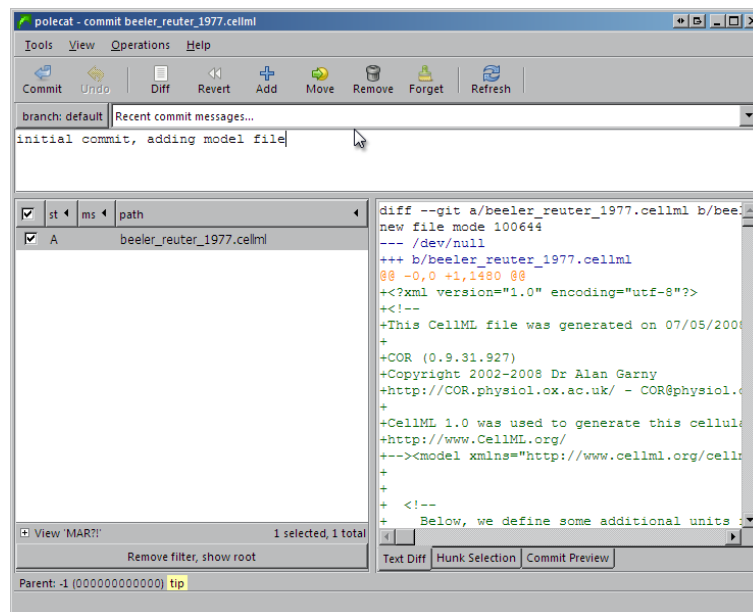 polecat - commit beeler_reuter_1977.cellml
Tools View Operations Help
Commit Undo Diff Revert Add Move Remove Forget Refresh
branch: default Recent commit messages...
initial commit, adding model file
st ms path
A beeler_reuter_1977.cellml
View 'MAR?!' 1 selected, 1 total
Remove filter, show root
diff --git a/beeler_reuter_1977.cellml b/beel
new file mode 100644
--- /dev/null
+++ b/beeler_reuter_1977.cellml
@@ -0,0 +1,1480 @@
+<?xml version="1.0" encoding="utf-8"?>
+<!--
+This CellML file was generated on 07/05/200
+
+COR (0.9.31.927)
+Copyright 2002-2008 Dr Alan Garny
+http://COR.physiol.ox.ac.uk/ - COR@physiol.
+
+CellML 1.0 was used to generate this cellul
+http://www.CellML.org/
+--><model xmlns="http://www.cellml.org/cell
+
+
+ <!--
+ Below, we define some additional units
Text Diff Hunk Selection Commit Preview
Parent: -1 (000000000000) tip